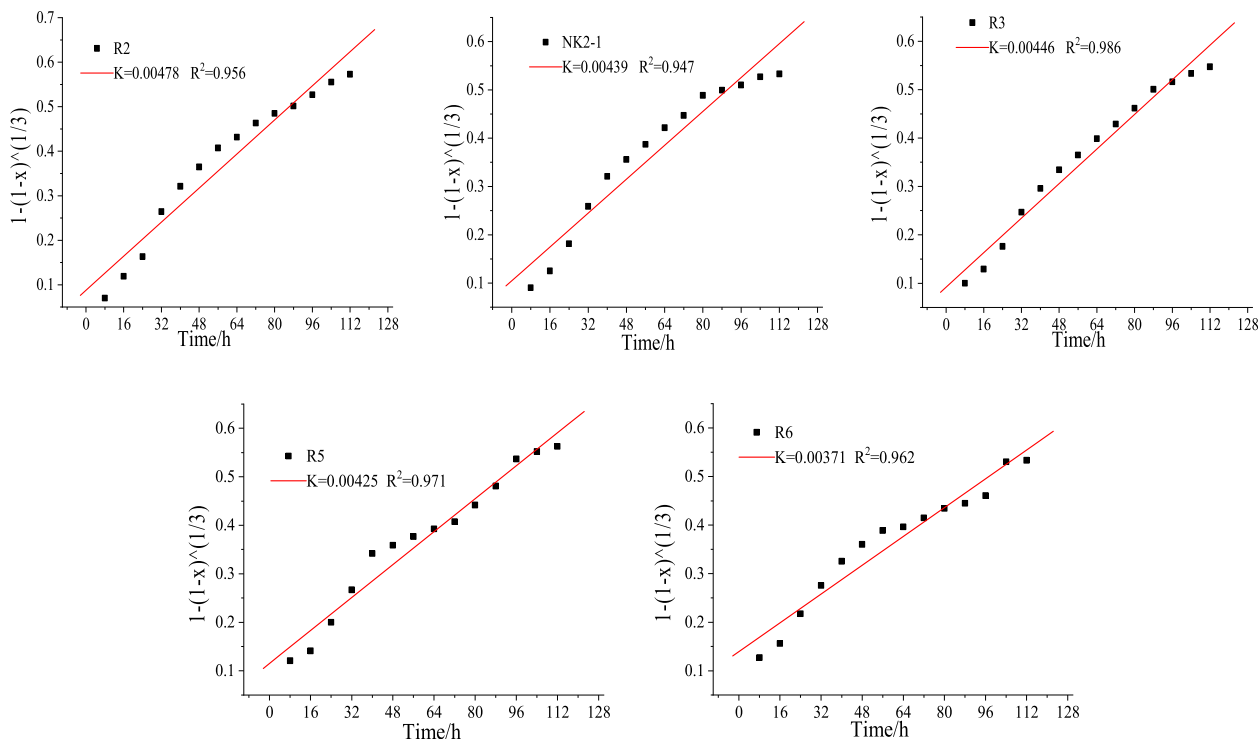 0.7
0.6
0.5
0.4
0.3
0.2
0.1
1-(1-x)^(1/3)
R2
K=0.00478 R²=0.956
0 16 32 48 64 80 96 112 128
Time/h
0.6
0.5
0.4
0.3
0.2
0.1
1-(1-x)^(1/3)
NK2-1
K=0.00439 R²=0.947
0 16 32 48 64 80 96 112 128
Time/h
0.6
0.5
0.4
0.3
0.2
0.1
1-(1-x)^(1/3)
R3
K=0.00446 R²=0.986
0 16 32 48 64 80 96 112 128
Time/h
0.6
0.5
0.4
0.3
0.2
0.1
1-(1-x)^(1/3)
R5
K=0.00425 R²=0.971
0 16 32 48 64 80 96 112 128
Time/h
0.6
0.5
0.4
0.3
0.2
0.1
1-(1-x)^(1/3)
R6
K=0.00371 R²=0.962
0 16 32 48 64 80 96 112 128
Time/h